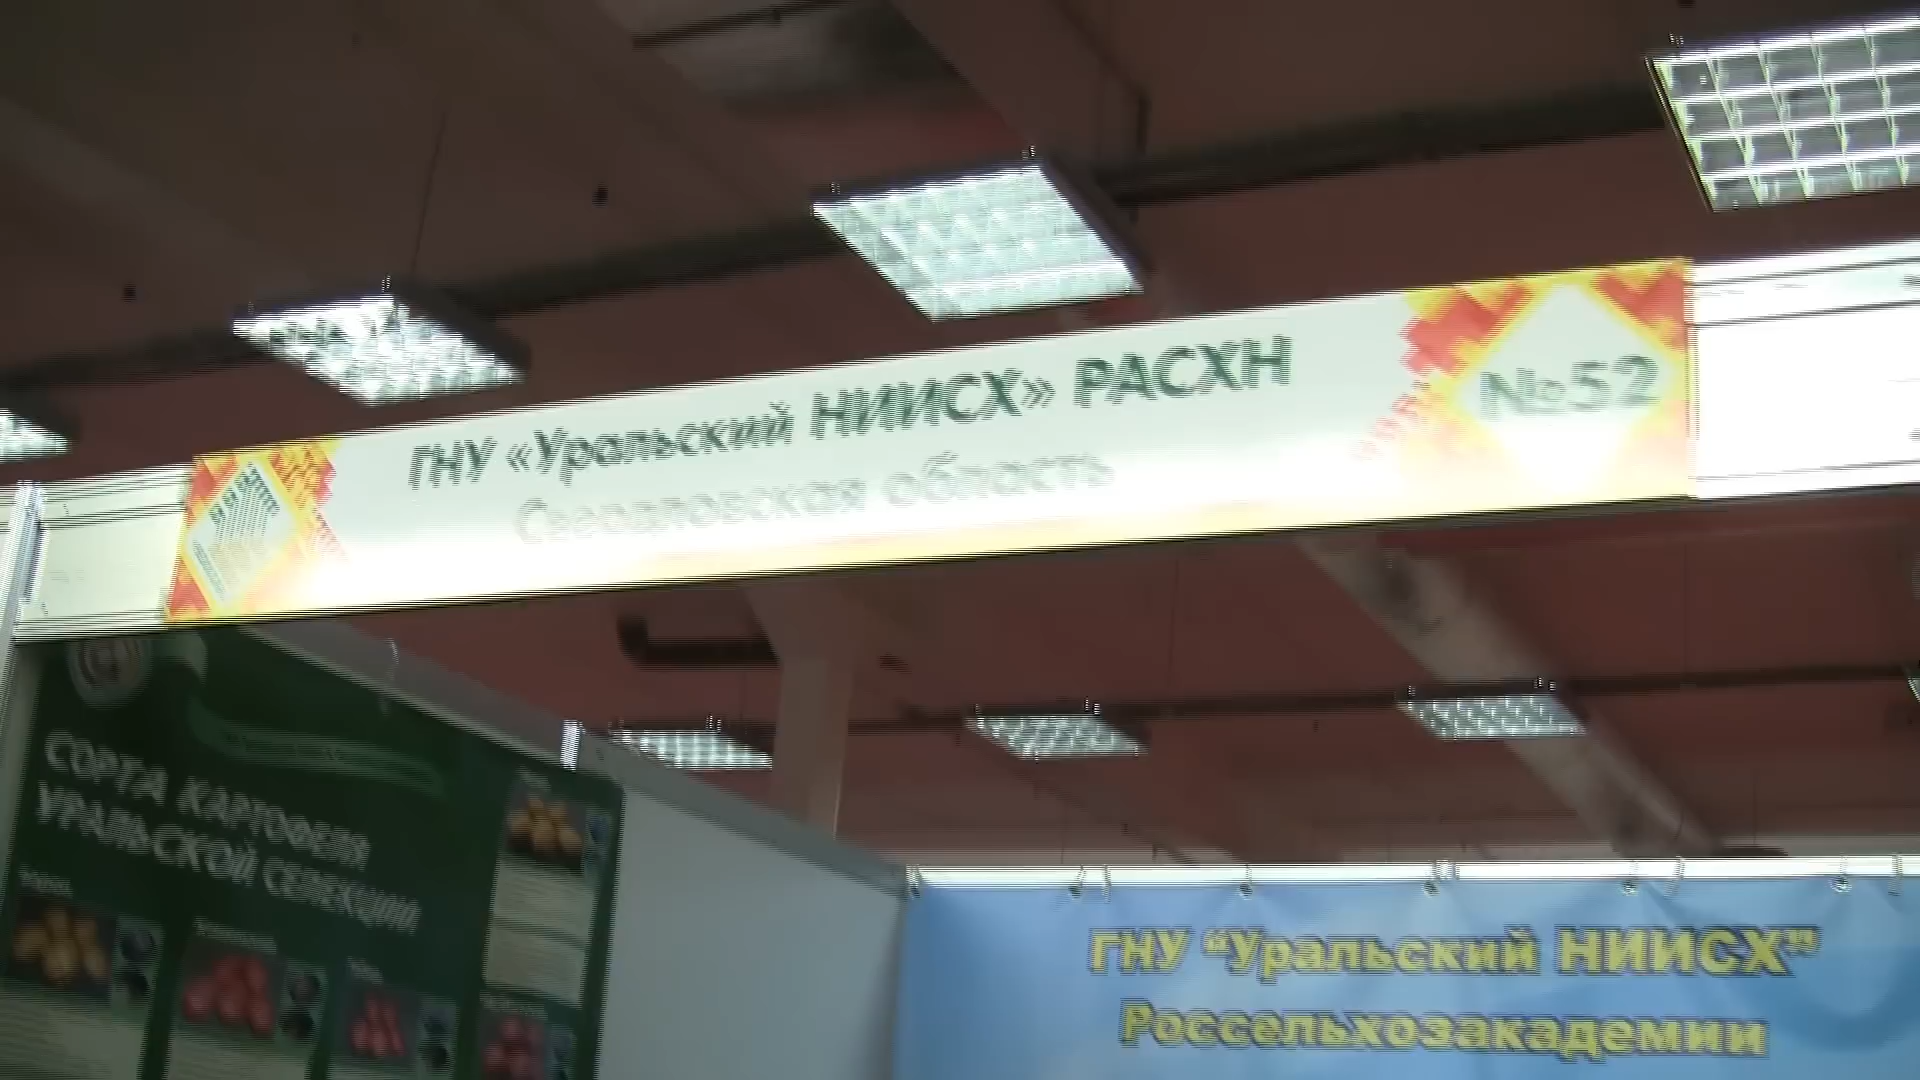 ГНУ «Уральский НИИСХ» РАСХН
№52
Свердловская область
СОРТА КАРТОФЕЛЯ
УРАЛЬСКОЙ СЕЛЕКЦИИ
ГНУ “Уральский НИИСХ”
Россельхозакадемии